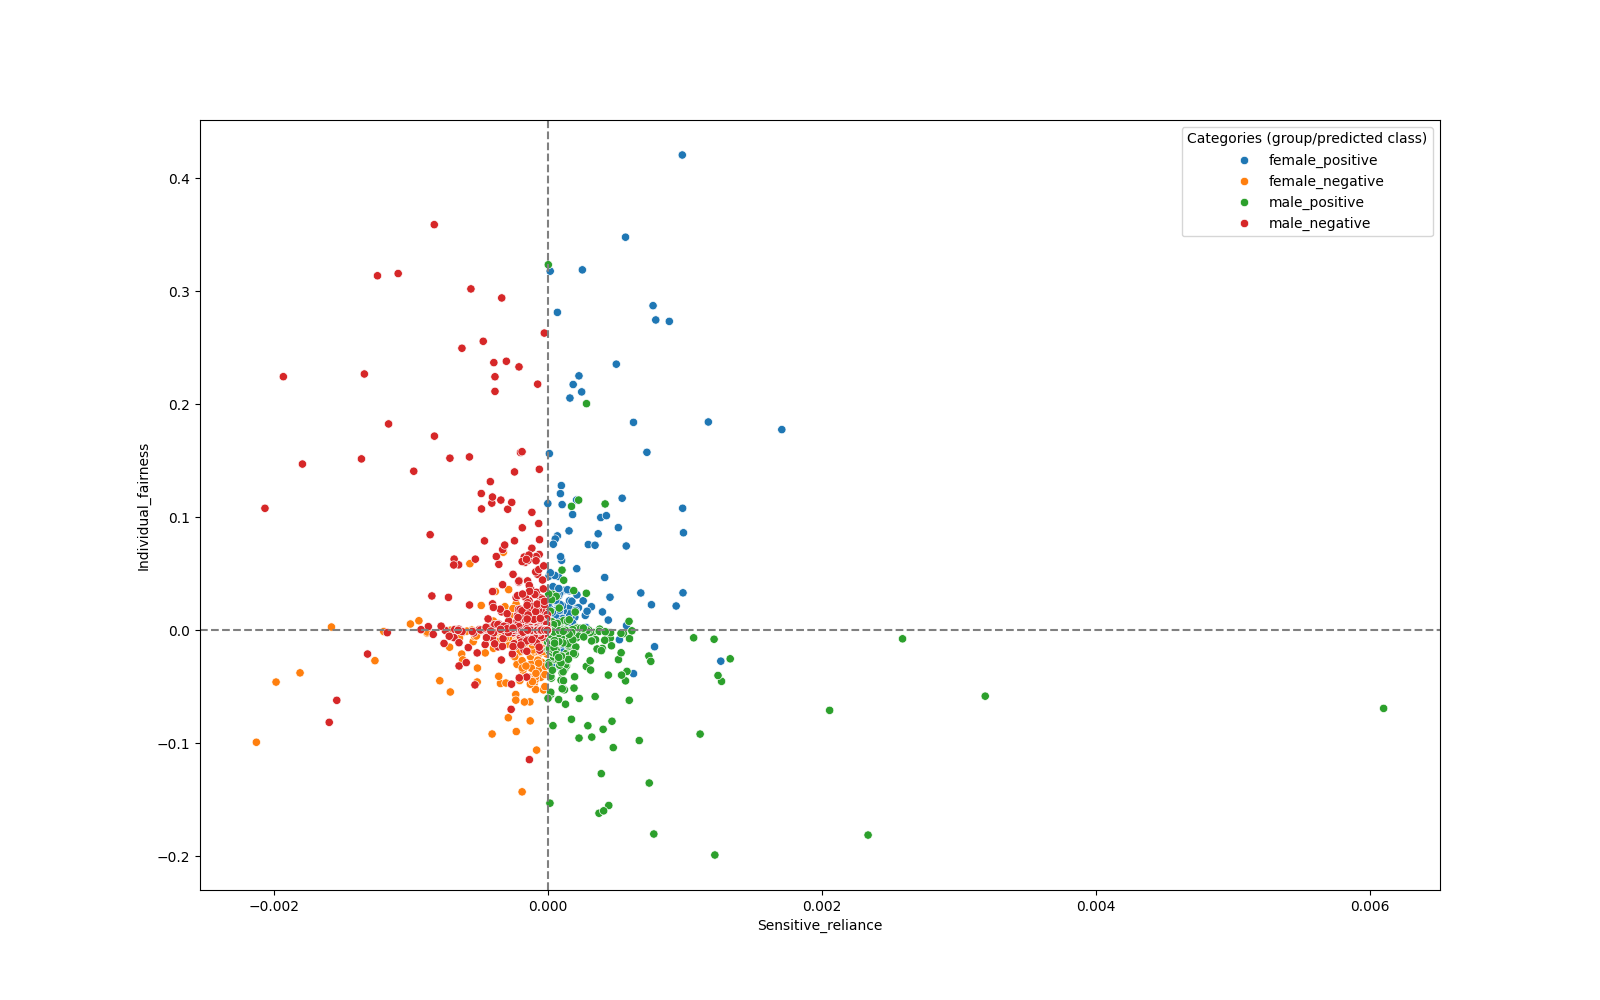 Categories (group/predicted class)
female_positive
female_negative
male_positive
male_negative
Individual_fairness
0.4
0.3
0.2
0.1
0.0
−0.1
−0.2
−0.002
0.000
0.002
0.004
0.006
Sensitive_reliance